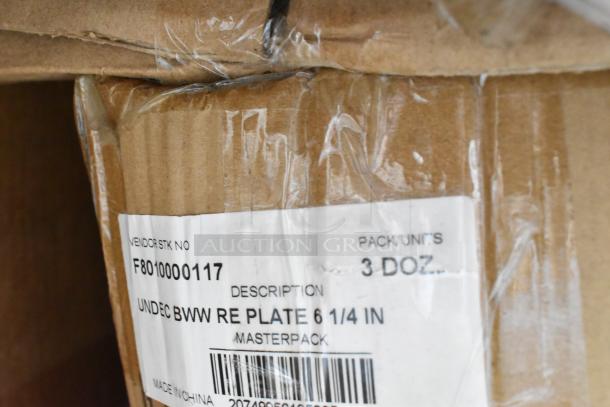 VENDOR STK NO
PACK/UNITS
AUCTION GROUP
F8010000117
3 DOZ.
DESCRIPTION
UNDEC BWW RE PLATE 6 1/4 IN
MASTERPACK
MADE IN CHINA